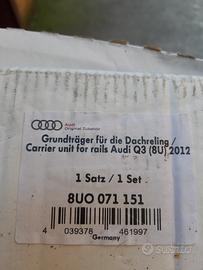 Audi
Original Zubehör
Grundträger für die Dachreling /
Carrier unit for rails Audi Q3 (8U) 2012
1 Satz / 1 Set
8U0 071 151
4 039378 461997
Germany
subito